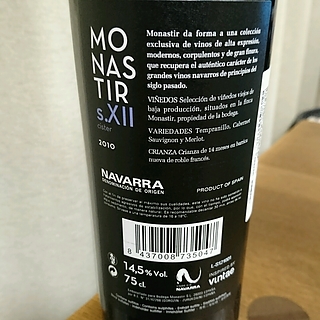 MO
NAS
TIR
s.XII
cister
2010
Monastir da forma a una colección
exclusiva de vinos de alta expresión,
modernos, corpulentos y de gran finura,
que recupera el auténtico carácter de los
grandes vinos navarros de principios del
siglo pasado.
VIÑEDOS Selección de viñedos viejos de
baja producción, situados en la finca
Monastir, propiedad de la bodega.
VARIEDADES Tempranillo, Cabernet
Sauvignon y Merlot.
CRIANZA Crianza de 14 meses en barrica
nueva de roble francés.
NAVARRA
DENOMINACIÓN DE ORIGEN
PRODUCT OF SPAIN
8 437008 735047
14,5% Vol.
75 cl.
NAVARRA
vintae